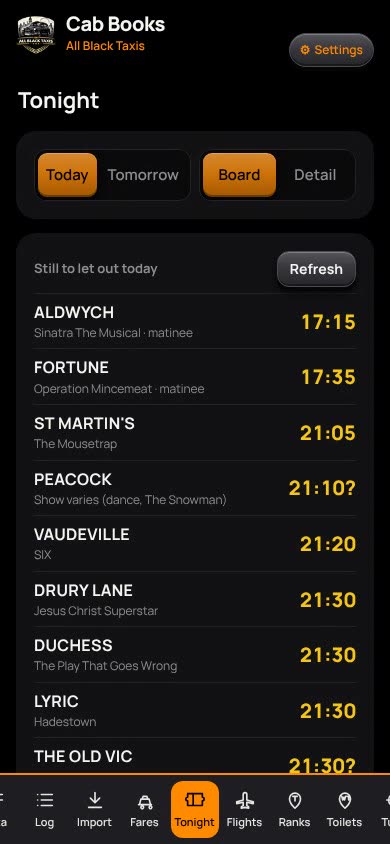 Cab Books
All Black Taxis
ALL BLACK TAXIS
Settings
Tonight
Today Tomorrow Board Detail
Still to let out today Refresh
ALDWYCH 17:15
Sinatra The Musical · matinee
FORTUNE 17:35
Operation Mincemeat · matinee
ST MARTIN'S 21:05
The Mousetrap
PEACOCK 21:10?
Show varies (dance, The Snowman)
VAUDEVILLE 21:20
SIX
DRURY LANE 21:30
Jesus Christ Superstar
DUCHESS 21:30
The Play That Goes Wrong
LYRIC 21:30
Hadestown
THE OLD VIC 21:30?
Log Import Fares Tonight Flights Ranks Toilets